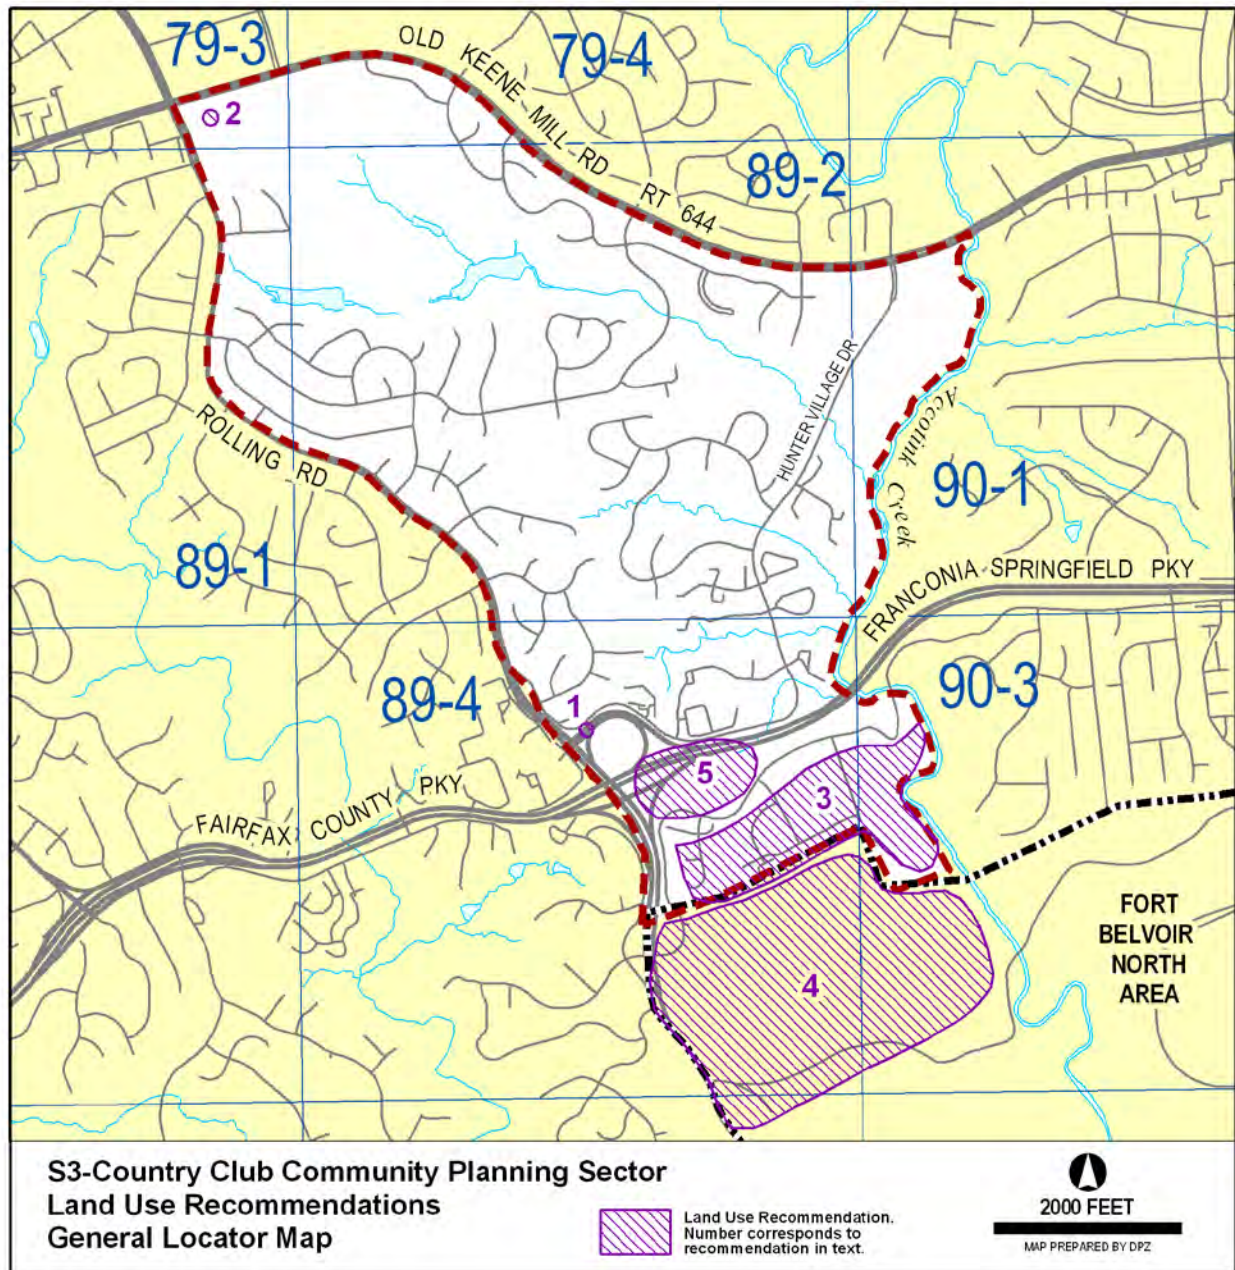 79-3
79-4
OLD KEENE MILL RD RT 644
2
89-2
HUNTER VILLAGE DR
Accotink Creek
ROLLING RD
90-1
89-1
FRANCONIA-SPRINGFIELD PKY
89-4
90-3
1
5
3
FAIRFAX COUNTY PKY
4
FORT
BELVOIR
NORTH
AREA
S3-Country Club Community Planning Sector
Land Use Recommendations
General Locator Map
Land Use Recommendation.
Number corresponds to
recommendation in text.
2000 FEET
MAP PREPARED BY DPZ